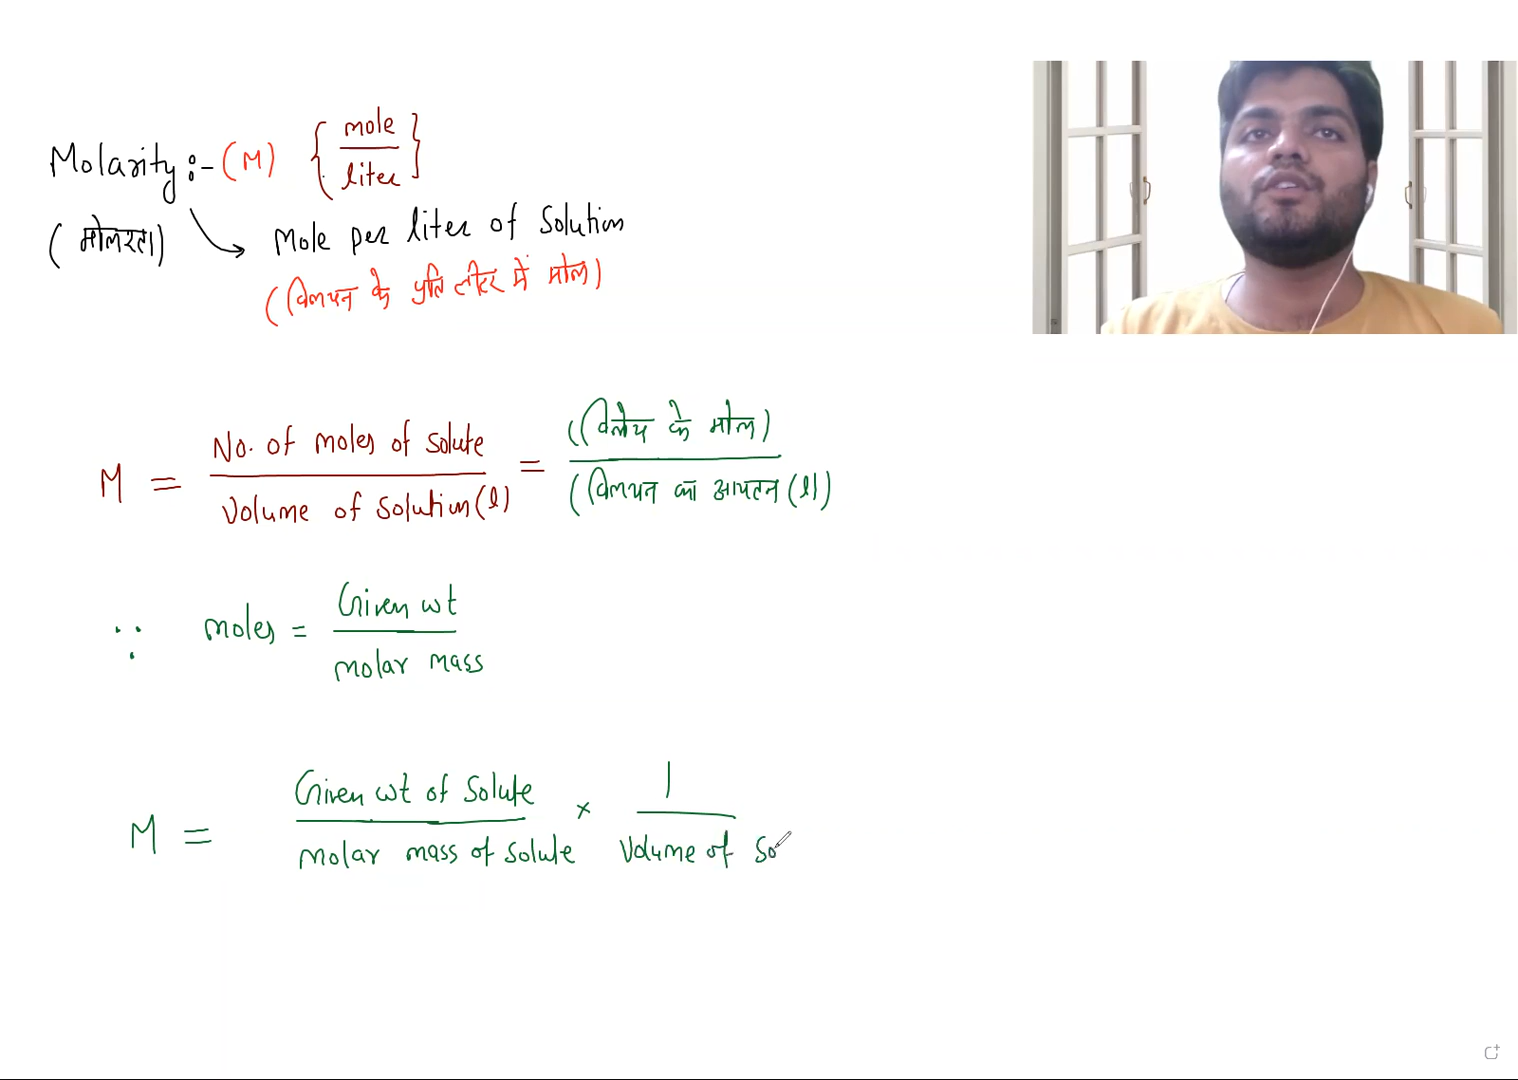 Molarity :- (M) { mole / liter }
(मोलरता) → Mole per liter of Solution
(विलयन के प्रति लीटर में मोल)
M = No. of moles of solute / Volume of Solution (l) = ((विलेय के मोल) / (विलयन का आयतन (l))
∵ moles = Given wt / molar mass
M = Given wt of Solute / molar mass of Solute × 1 / Volume of So